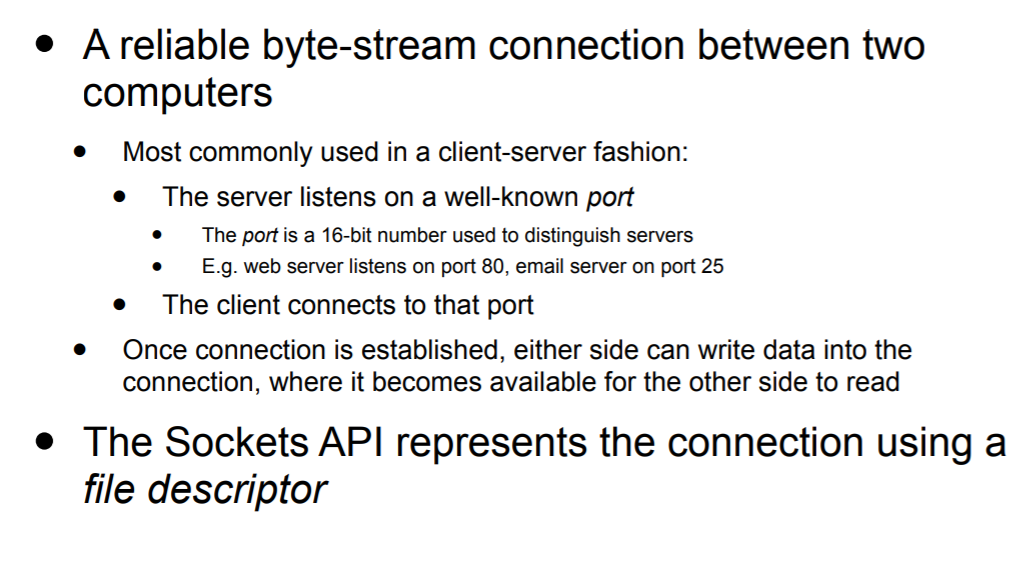 • A reliable byte-stream connection between two
computers
• Most commonly used in a client-server fashion:
• The server listens on a well-known port
• The port is a 16-bit number used to distinguish servers
• E.g. web server listens on port 80, email server on port 25
• The client connects to that port
• Once connection is established, either side can write data into the
connection, where it becomes available for the other side to read
• The Sockets API represents the connection using a
file descriptor